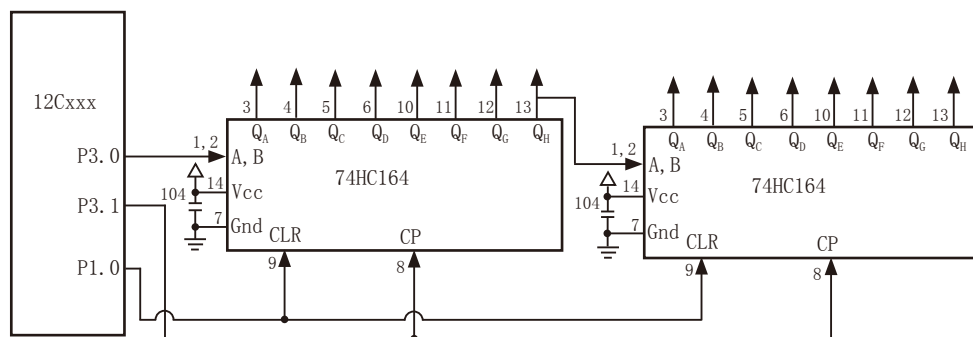 12Cxxx
P3.0
P3.1
P1.0
3 4 5 6 10 11 12 13
QA QB QC QD QE QF QG QH
1,2
A,B
74HC164
14
Vcc
104
7
Gnd
CLR
CP
9
8
3 4 5 6 10 11 12 13
QA QB QC QD QE QF QG QH
1,2
A,B
74HC164
14
Vcc
104
7
Gnd
CLR
CP
9
8